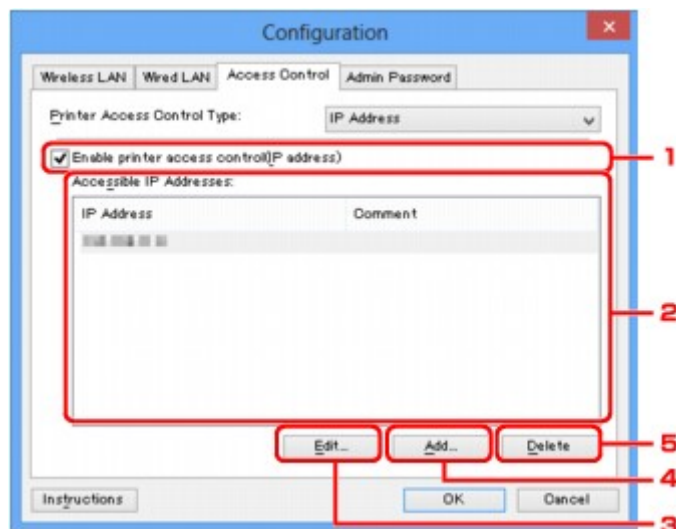 Configuration
Wireless LAN Wired LAN Access Control Admin Password
Printer Access Control Type: IP Address
Enable printer access control(IP address) 1
Accessible IP Addresses:
IP Address Comment
2
Edit... Add... Delete 5
4
Instructions OK Cancel
3